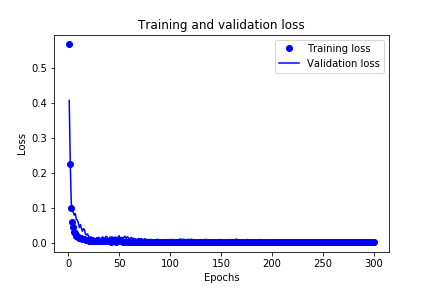 Training and validation loss
Training loss
Validation loss
Loss
0.5
0.4
0.3
0.2
0.1
0.0
0 50 100 150 200 250 300
Epochs